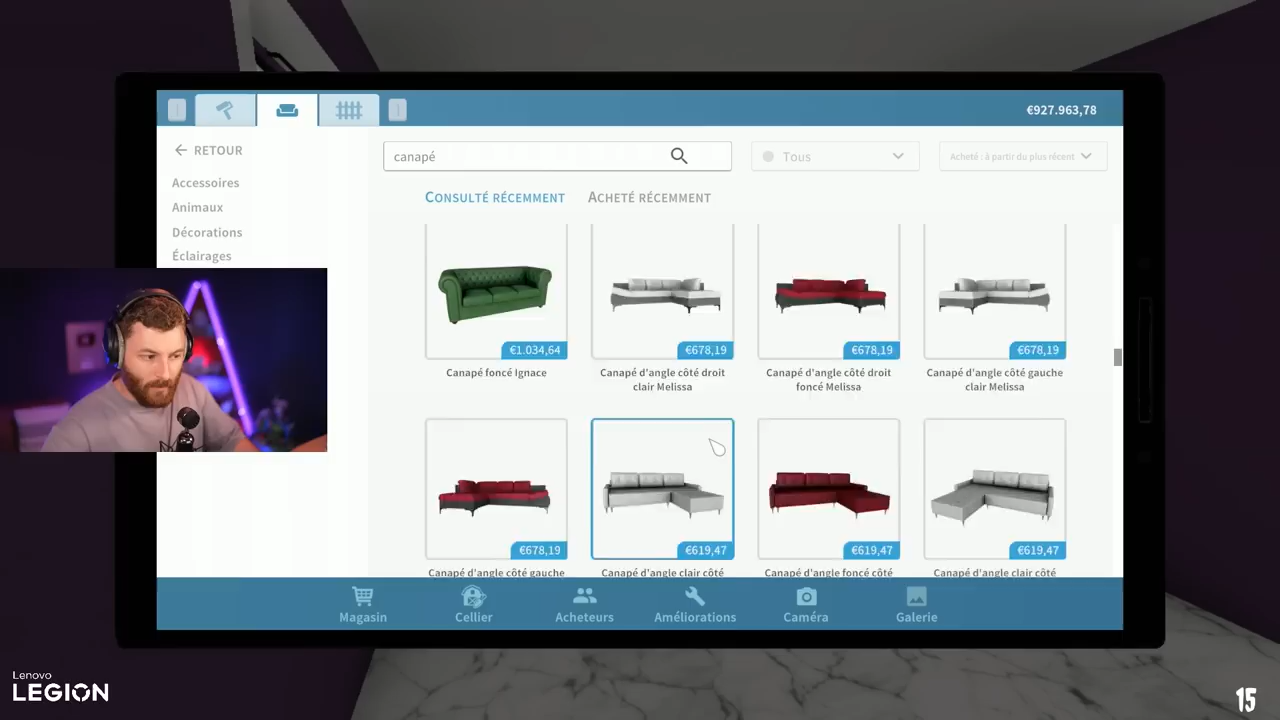 €927.963,78
RETOUR
canapé
Tous
Acheté : à partir du plus récent
Accessoires
CONSULTÉ RÉCEMMENT
ACHETÉ RÉCEMMENT
Animaux
Décorations
Éclairages
€1.034,64
€678,19
€678,19
€678,19
Canapé foncé Ignace
Canapé d'angle côté droit
clair Melissa
Canapé d'angle côté droit
foncé Melissa
Canapé d'angle côté gauche
clair Melissa
€678,19
€619,47
€619,47
€619,47
Canapé d'angle côté gauche
Canapé d'angle clair côté
Canapé d'angle foncé côté
Canapé d'angle clair côté
Magasin
Cellier
Acheteurs
Améliorations
Caméra
Galerie
Lenovo
LEGION
15